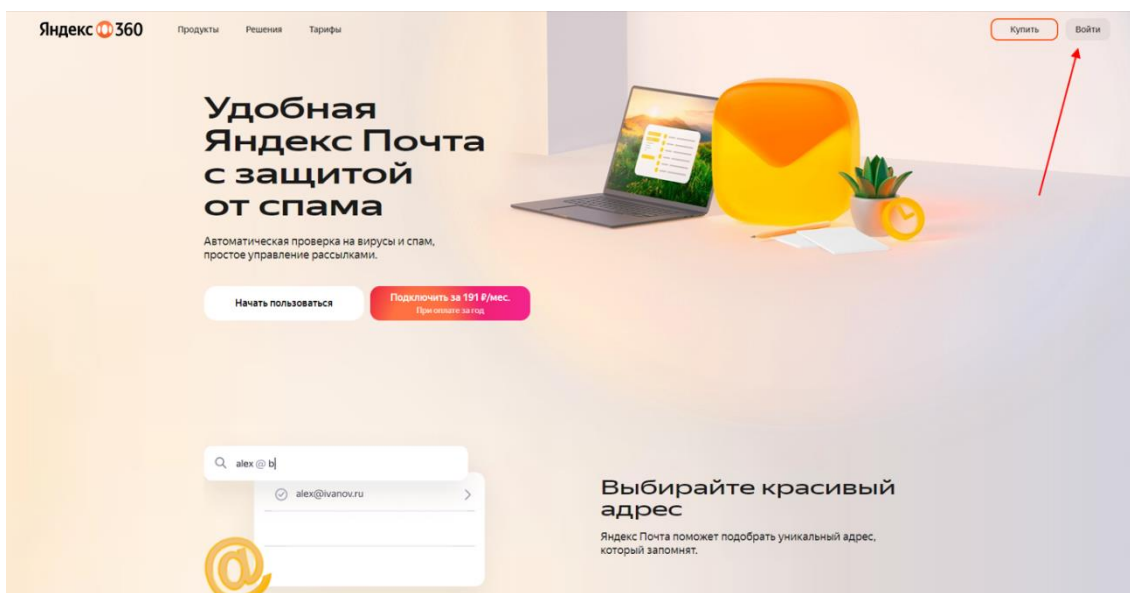 Яндекс 360
Продукты
Решения
Тарифы
Купить
Войти
Удобная
Яндекс Почта
с защитой
от спама
Автоматическая проверка на вирусы и спам,
простое управление рассылками.
Начать пользоваться
Подключить за 191 ₽/мес.
При оплате за год
alex @ b
alex@ivanov.ru
@
Выбирайте красивый
адрес
Яндекс Почта поможет подобрать уникальный адрес,
который запомнят.